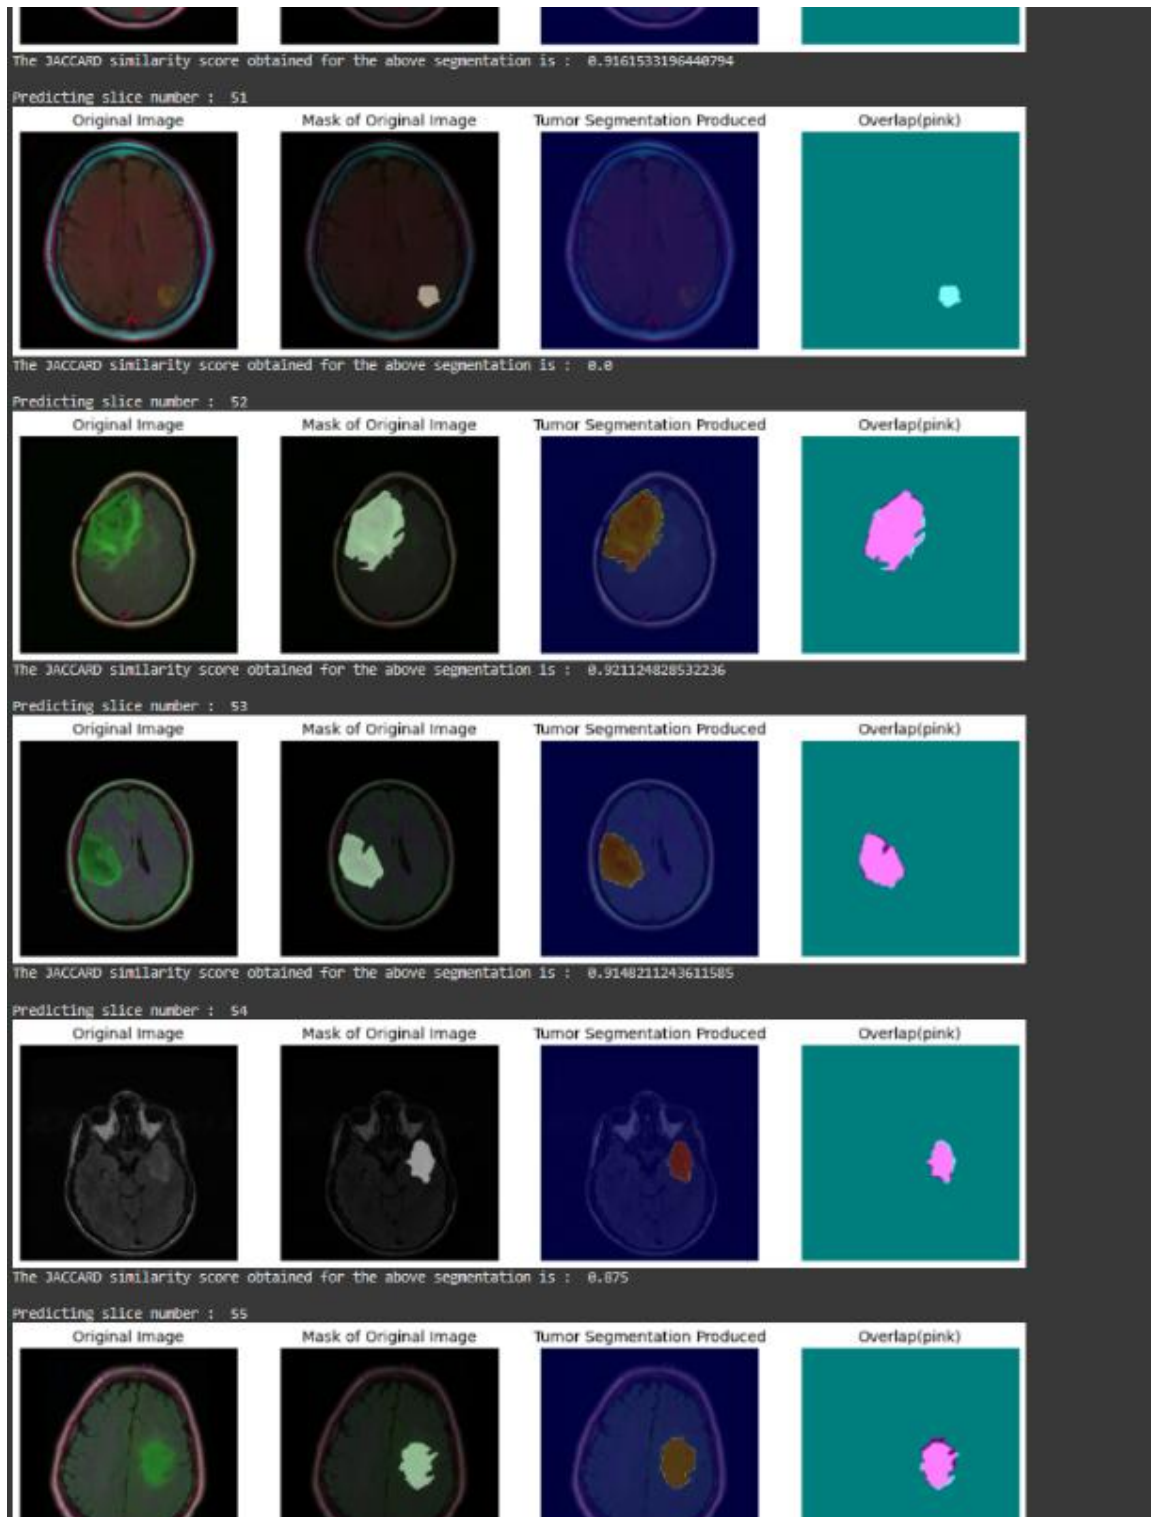 The JACCARD similarity score obtained for the above segmentation is :  0.9161533196440794
Predicting slice number :  51
Original Image Mask of Original Image Tumor Segmentation Produced Overlap(pink)
The JACCARD similarity score obtained for the above segmentation is :  0.0
Predicting slice number :  52
Original Image Mask of Original Image Tumor Segmentation Produced Overlap(pink)
The JACCARD similarity score obtained for the above segmentation is :  0.921124828532236
Predicting slice number :  53
Original Image Mask of Original Image Tumor Segmentation Produced Overlap(pink)
The JACCARD similarity score obtained for the above segmentation is :  0.9148211243611585
Predicting slice number :  54
Original Image Mask of Original Image Tumor Segmentation Produced Overlap(pink)
The JACCARD similarity score obtained for the above segmentation is :  0.875
Predicting slice number :  55
Original Image Mask of Original Image Tumor Segmentation Produced Overlap(pink)